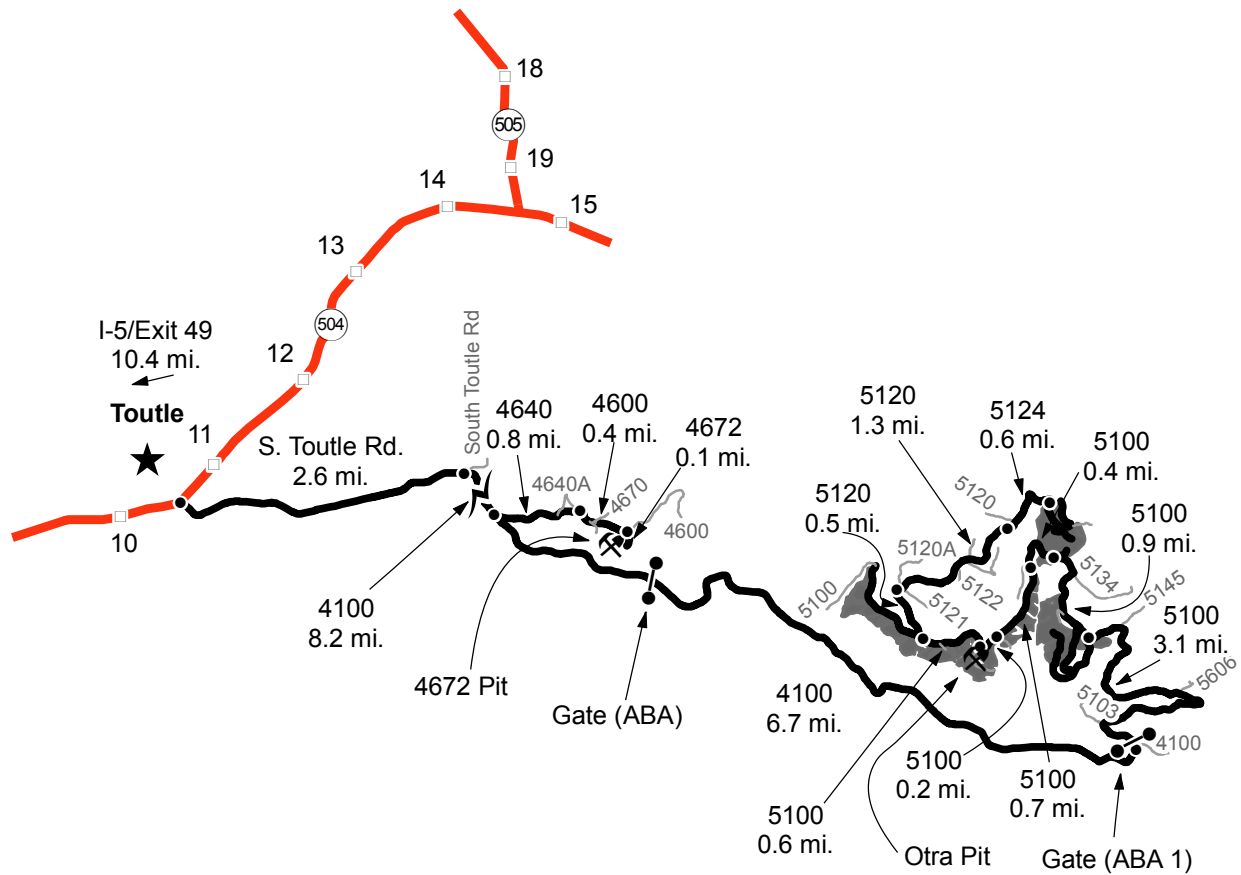 18
505
19
14
15
13
504
I-5/Exit 49
10.4 mi.
12
Toutle
11
S. Toutle Rd.
2.6 mi.
10
South Toutle Rd
4640
0.8 mi.
4600
0.4 mi.
4672
0.1 mi.
4640A
4670
4600
4100
8.2 mi.
4672 Pit
Gate (ABA)
5120
1.3 mi.
5124
0.6 mi.
5100
0.4 mi.
5120
0.5 mi.
5120
5100
0.9 mi.
5120A
5122
5121
5100
5134
5145
5100
3.1 mi.
5606
5103
4100
4100
6.7 mi.
5100
0.2 mi.
5100
0.7 mi.
5100
0.6 mi.
Otra Pit
Gate (ABA 1)